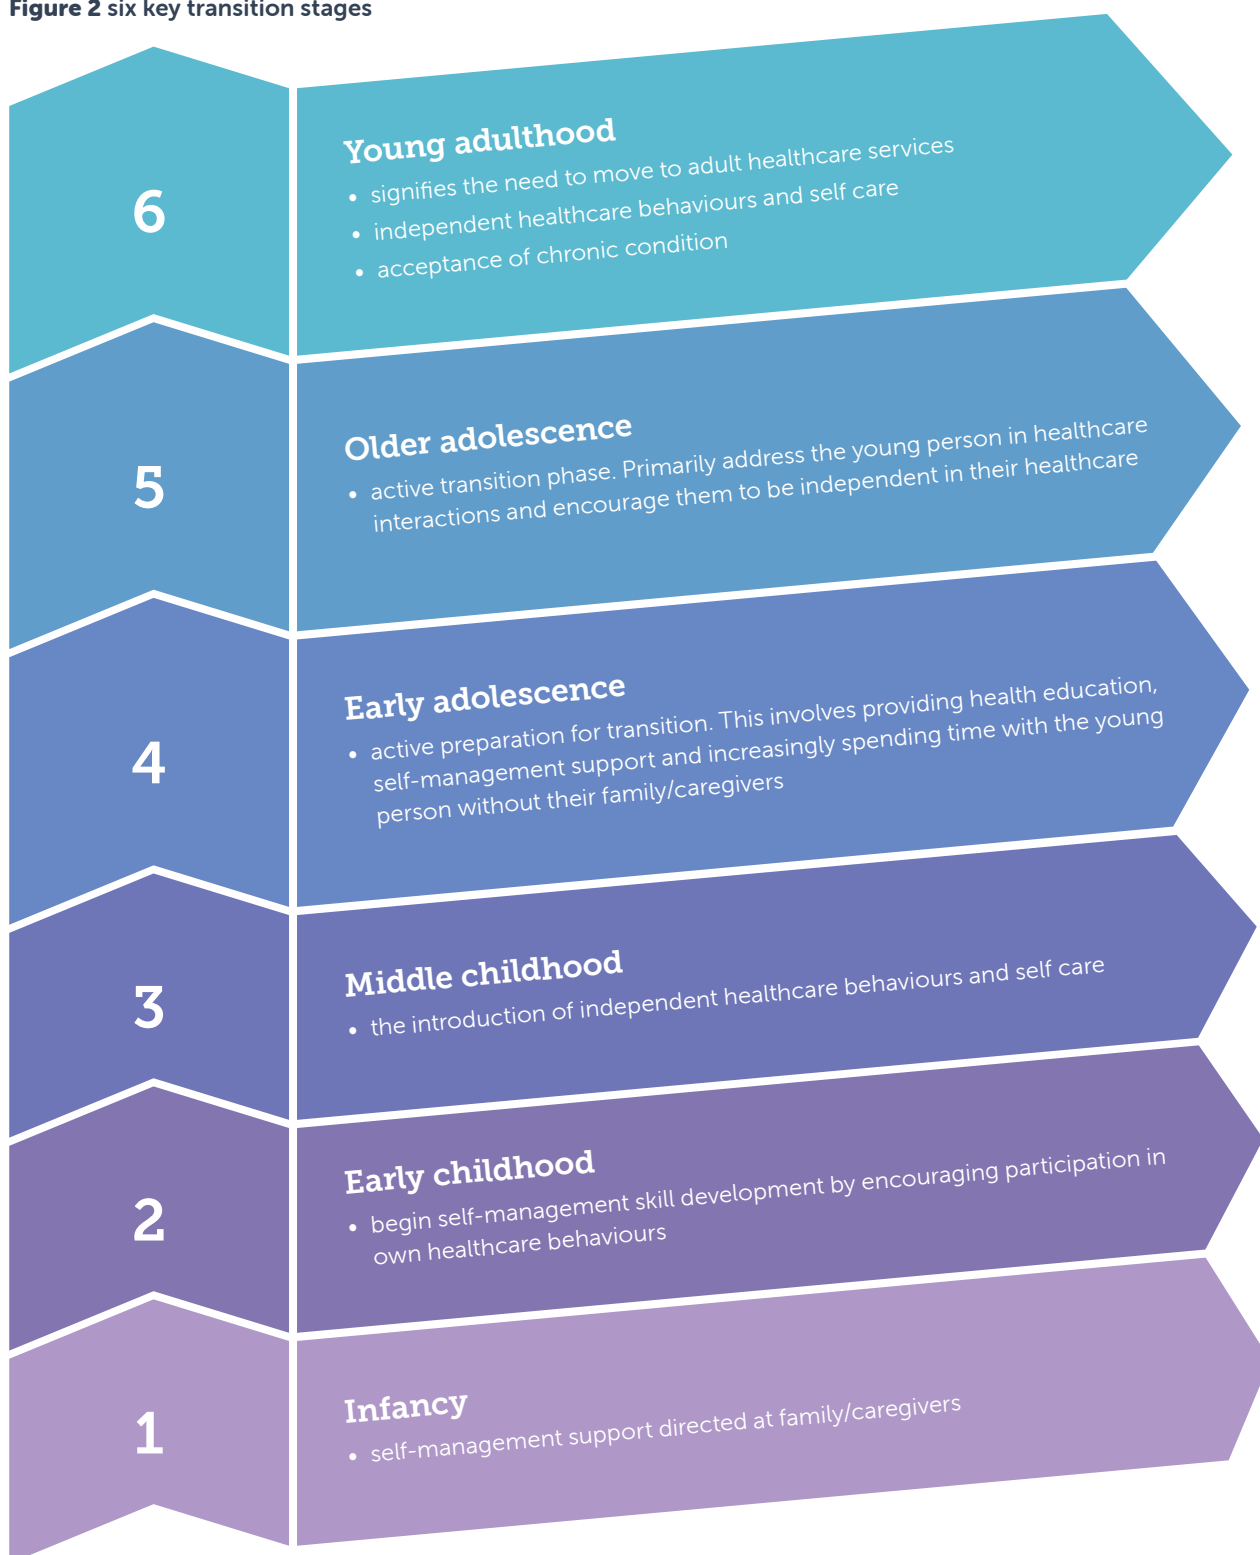 Figure 2 six key transition stages
6
Young adulthood
• signifies the need to move to adult healthcare services
• independent healthcare behaviours and self care
• acceptance of chronic condition
5
Older adolescence
• active transition phase. Primarily address the young person in healthcare
interactions and encourage them to be independent in their healthcare
4
Early adolescence
• active preparation for transition. This involves providing health education,
self-management support and increasingly spending time with the young
person without their family/caregivers
3
Middle childhood
• the introduction of independent healthcare behaviours and self care
2
Early childhood
• begin self-management skill development by encouraging participation in
own healthcare behaviours
1
Infancy
• self-management support directed at family/caregivers